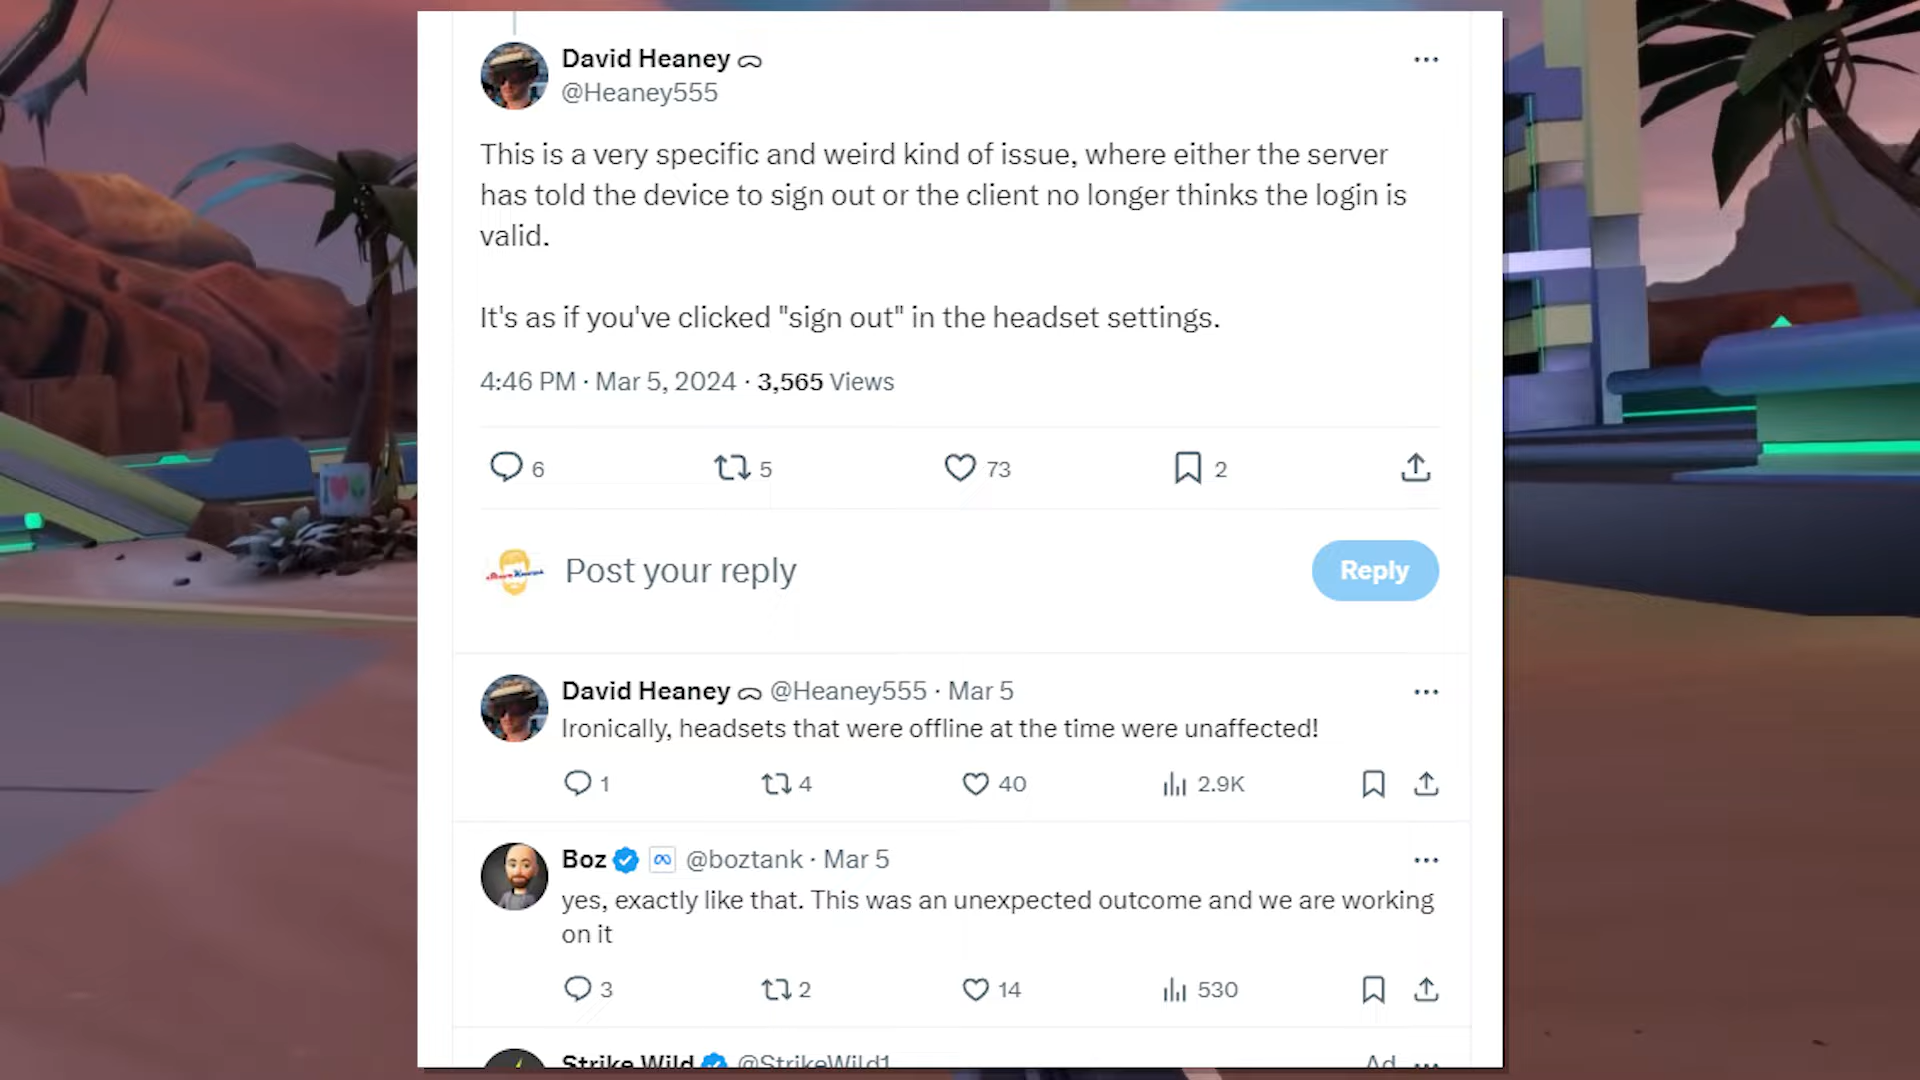 David Heaney
@Heaney555
This is a very specific and weird kind of issue, where either the server
has told the device to sign out or the client no longer thinks the login is
valid.
It's as if you've clicked "sign out" in the headset settings.
4:46 PM · Mar 5, 2024 · 3,565 Views
6 5 73 2
Post your reply
Reply
David Heaney @Heaney555 · Mar 5
Ironically, headsets that were offline at the time were unaffected!
1 4 40 2.9K
Boz @boztank · Mar 5
yes, exactly like that. This was an unexpected outcome and we are working
on it
3 2 14 530
Strike Wild @StrikeWild1 Ad